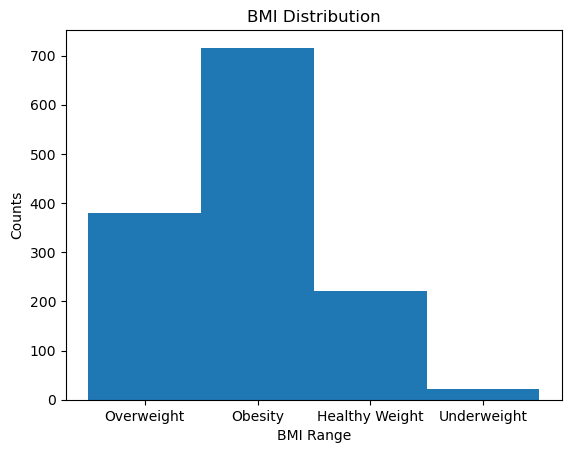 BMI Distribution
Counts
700
600
500
400
300
200
100
0
Overweight Obesity Healthy Weight Underweight
BMI Range